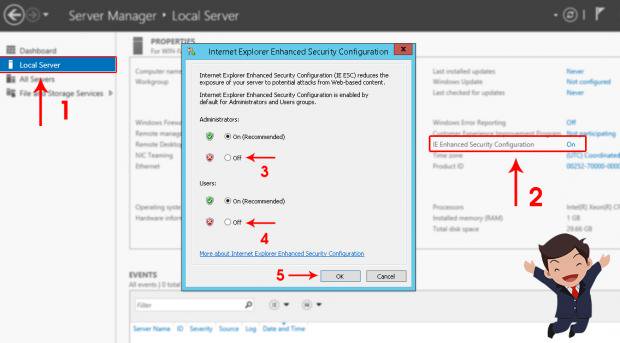 Server Manager • Local Server
Dashboard
Local Server
All Servers
File and Storage Services
1
PROPERTIES
Computer name
Workgroup
Windows Firewa
Remote manage
Remote Desktop
NIC Teaming
Ethernet
Operating syste
Hardware inform
Internet Explorer Enhanced Security Configuration
Internet Explorer Enhanced Security Configuration (IE ESC) reduces the
exposure of your server to potential attacks from Web-based content.
Internet Explorer Enhanced Security Configuration is enabled by
default for Administrators and Users groups.
Administrators:
On (Recommended)
Off
3
Users:
On (Recommended)
Off
4
More about Internet Explorer Enhanced Security Configuration
5
OK
Cancel
Last installed updates Never
Windows Update Not configured
Last checked for updates Never
Windows Error Reporting Off
Customer Experience Improvement Program Not participating
IE Enhanced Security Configuration On
Time zone (UTC) Coordinated
Product ID 00252-70000-0000
2
Processors Intel(R) Xeon(R) CP
Installed memory (RAM) 1 GB
Total disk space 29.66 GB
EVENTS
All events | 0 total
Filter
Server Name ID Severity Source Log Date and Time